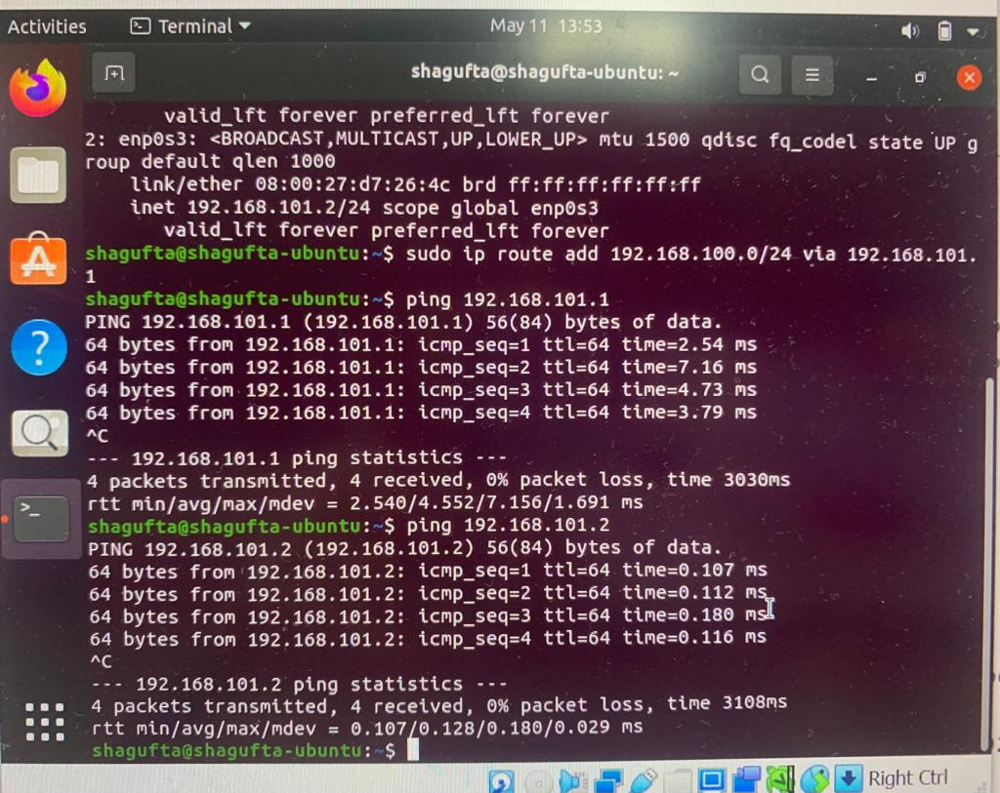 Activities
Terminal
May 11 13:53
shagufta@shagufta-ubuntu: ~
valid_lft forever preferred_lft forever
2: enp0s3: <BROADCAST,MULTICAST,UP,LOWER_UP> mtu 1500 qdisc fq_codel state UP g
roup default qlen 1000
link/ether 08:00:27:d7:26:4c brd ff:ff:ff:ff:ff:ff
inet 192.168.101.2/24 scope global enp0s3
valid_lft forever preferred_lft forever
shagufta@shagufta-ubuntu:~$ sudo ip route add 192.168.100.0/24 via 192.168.101.
1
shagufta@shagufta-ubuntu:~$ ping 192.168.101.1
PING 192.168.101.1 (192.168.101.1) 56(84) bytes of data.
64 bytes from 192.168.101.1: icmp_seq=1 ttl=64 time=2.54 ms
64 bytes from 192.168.101.1: icmp_seq=2 ttl=64 time=7.16 ms
64 bytes from 192.168.101.1: icmp_seq=3 ttl=64 time=4.73 ms
64 bytes from 192.168.101.1: icmp_seq=4 ttl=64 time=3.79 ms
^C
--- 192.168.101.1 ping statistics ---
4 packets transmitted, 4 received, 0% packet loss, time 3030ms
rtt min/avg/max/mdev = 2.540/4.552/7.156/1.691 ms
shagufta@shagufta-ubuntu:~$ ping 192.168.101.2
PING 192.168.101.2 (192.168.101.2) 56(84) bytes of data.
64 bytes from 192.168.101.2: icmp_seq=1 ttl=64 time=0.107 ms
64 bytes from 192.168.101.2: icmp_seq=2 ttl=64 time=0.112 ms
64 bytes from 192.168.101.2: icmp_seq=3 ttl=64 time=0.180 ms
64 bytes from 192.168.101.2: icmp_seq=4 ttl=64 time=0.116 ms
^C
--- 192.168.101.2 ping statistics ---
4 packets transmitted, 4 received, 0% packet loss, time 3108ms
rtt min/avg/max/mdev = 0.107/0.128/0.180/0.029 ms
shagufta@shagufta-ubuntu:~$
Right Ctrl